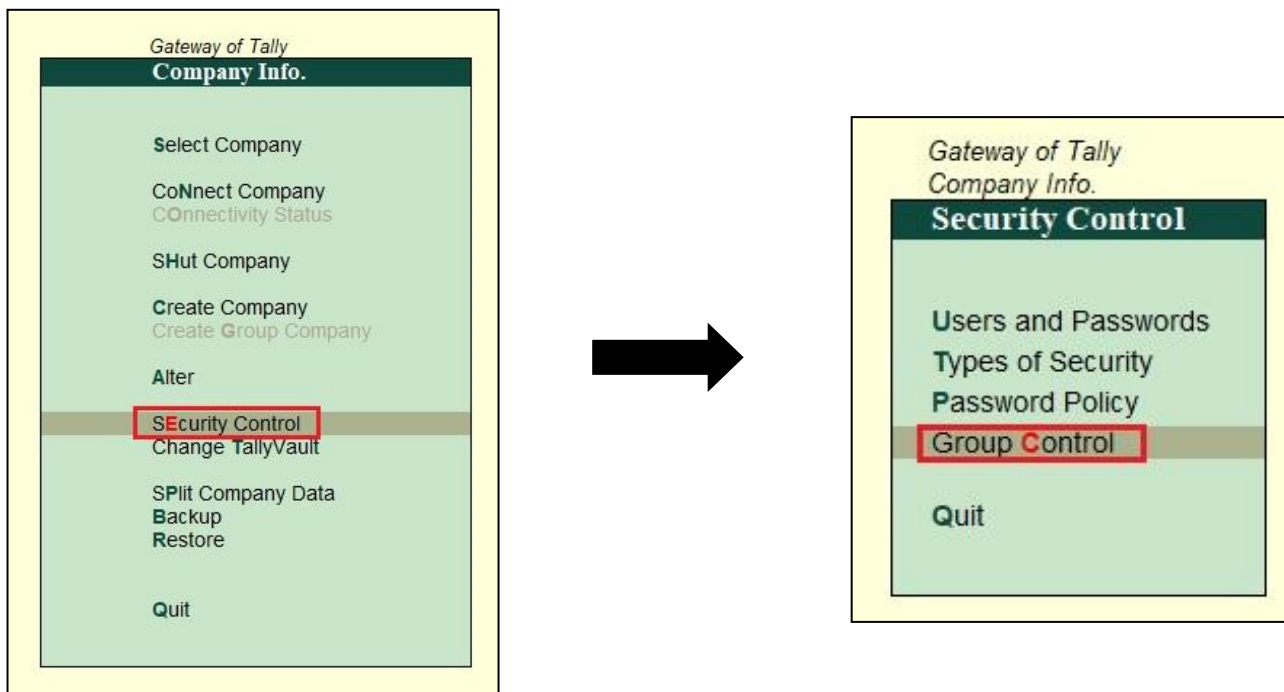 Gateway of Tally
Company Info.
Select Company
CoNnect Company
COnnectivity Status
SHut Company
Create Company
Create Group Company
Alter
SEcurity Control
Change TallyVault
SPlit Company Data
Backup
Restore
Quit
Gateway of Tally
Company Info.
Security Control
Users and Passwords
Types of Security
Password Policy
Group Control
Quit